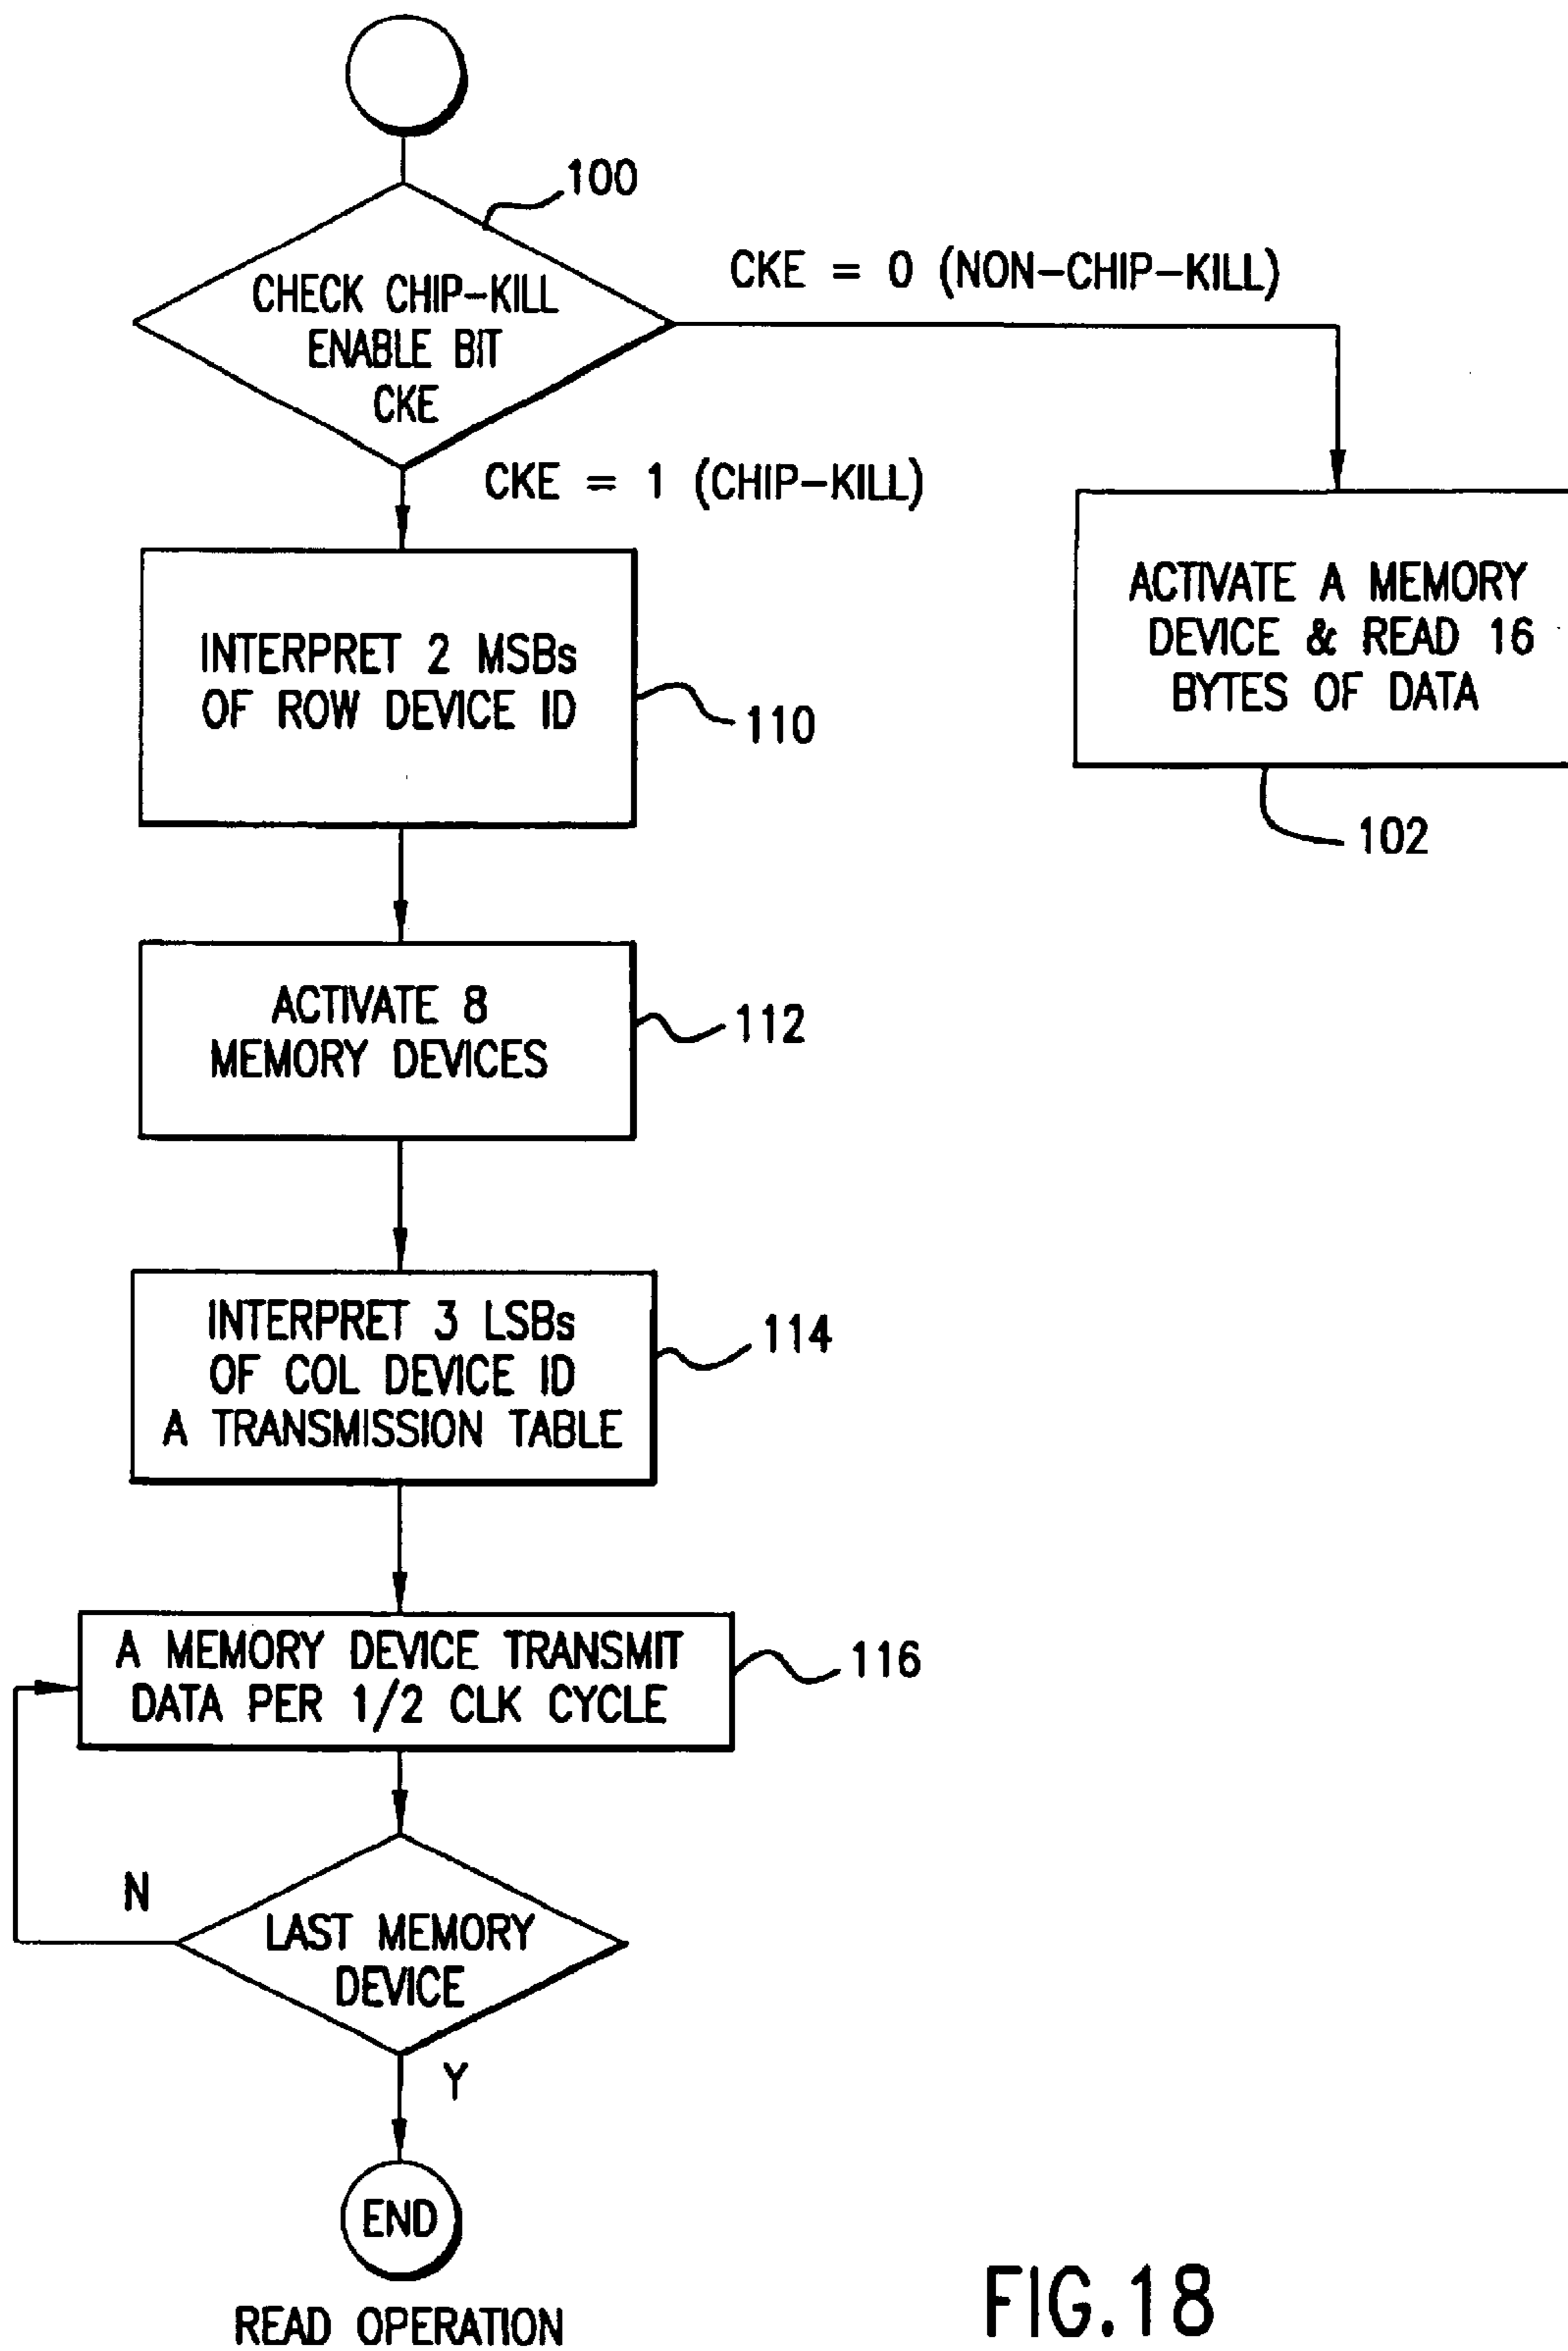 100
CHECK CHIP-KILL
ENABLE BIT
CKE
CKE = 0 (NON-CHIP-KILL)
CKE = 1 (CHIP-KILL)
INTERPRET 2 MSBs
OF ROW DEVICE ID
110
ACTIVATE A MEMORY
DEVICE & READ 16
BYTES OF DATA
102
ACTIVATE 8
MEMORY DEVICES
112
INTERPRET 3 LSBs
OF COL DEVICE ID
A TRANSMISSION TABLE
114
A MEMORY DEVICE TRANSMIT
DATA PER 1/2 CLK CYCLE
116
N
LAST MEMORY
DEVICE
Y
END
READ OPERATION
FIG.18